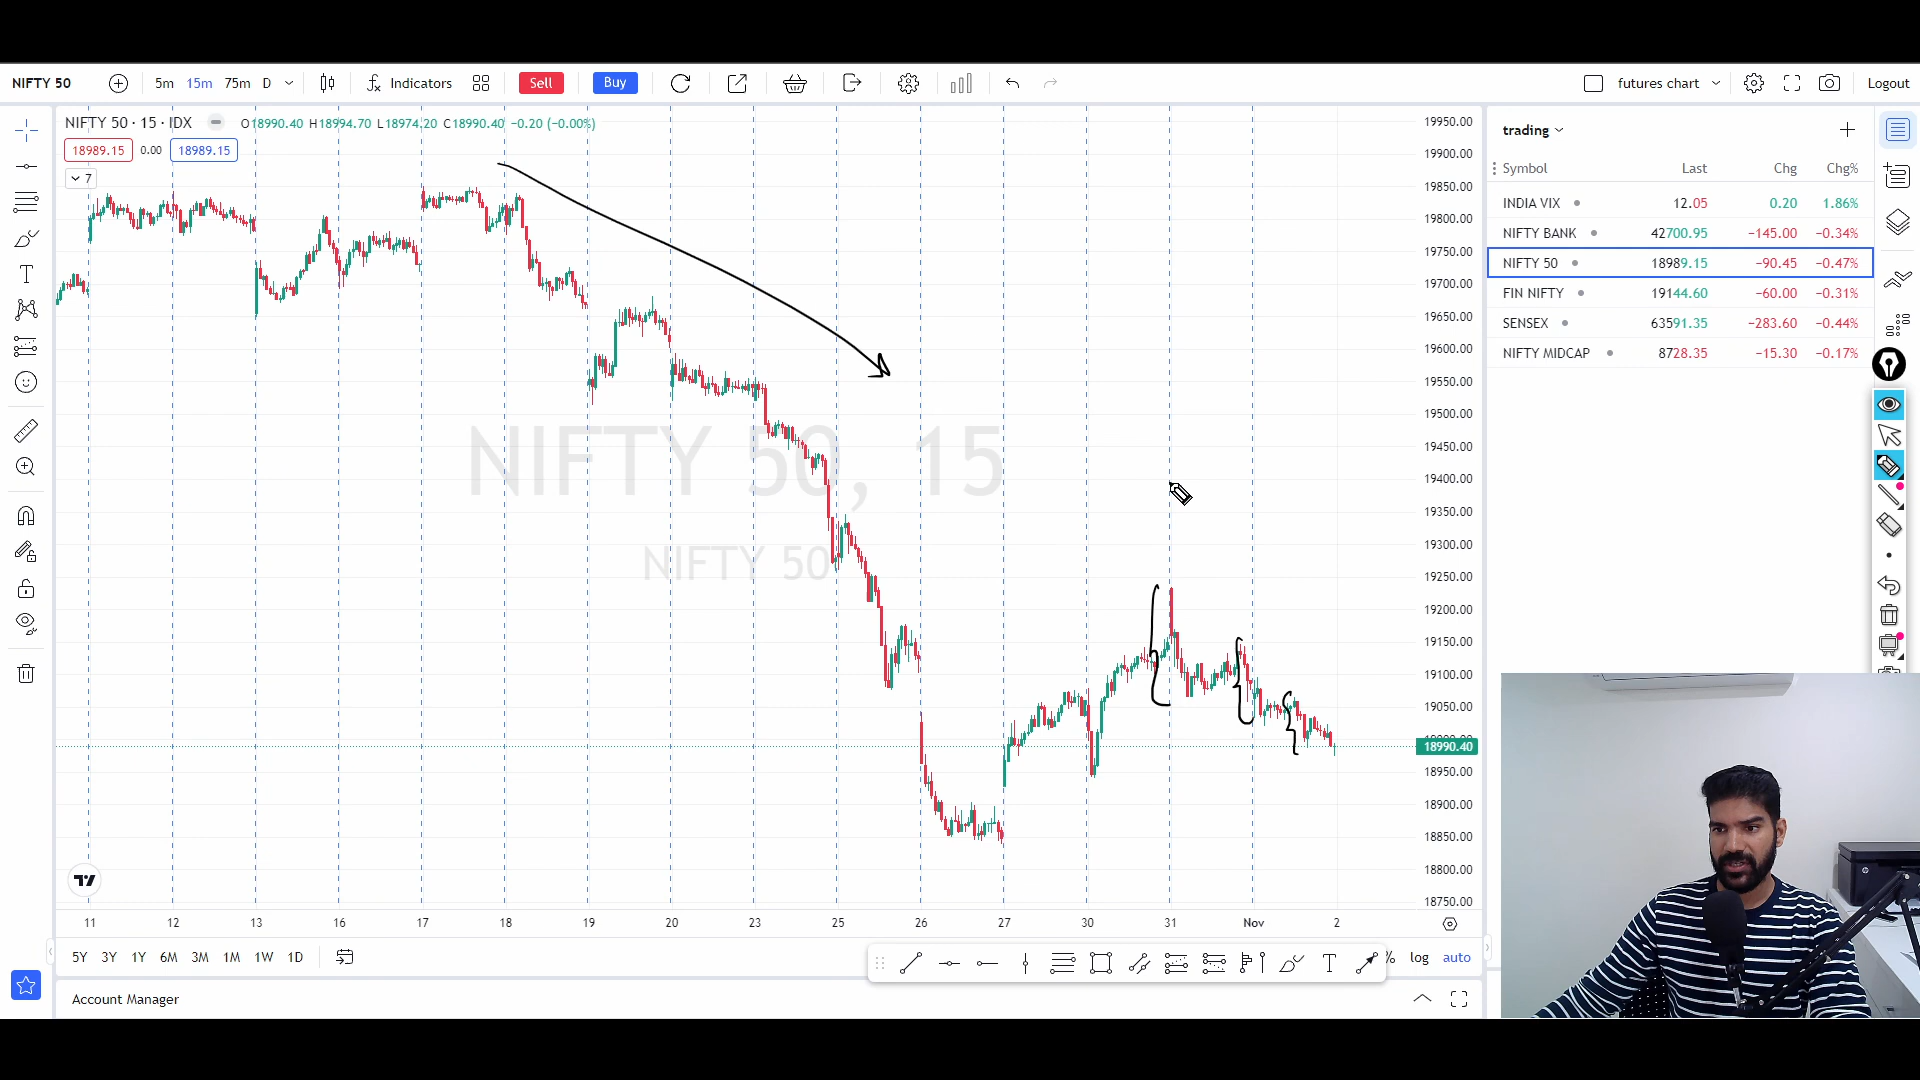 NIFTY 50 5m 15m 75m D Indicators Sell Buy futures chart Logout
NIFTY 50 · 15 · IDX O18990.40 H18994.70 L18974.20 C18990.40 −0.20 (−0.00%)
18989.15 0.00 18989.15
7
NIFTY 50, 15
NIFTY 50
19950.00
19900.00
19850.00
19800.00
19750.00
19700.00
19650.00
19600.00
19550.00
19500.00
19450.00
19400.00
19350.00
19300.00
19250.00
19200.00
19150.00
19100.00
19050.00
18990.40
18950.00
18900.00
18850.00
18800.00
18750.00
11 12 13 16 17 18 19 20 23 25 26 27 30 31 Nov 2
5Y 3Y 1Y 6M 3M 1M 1W 1D % log auto
Account Manager
trading
Symbol Last Chg Chg%
INDIA VIX 12.05 0.20 1.86%
NIFTY BANK 42700.95 −145.00 −0.34%
NIFTY 50 18989.15 −90.45 −0.47%
FIN NIFTY 19144.60 −60.00 −0.31%
SENSEX 63591.35 −283.60 −0.44%
NIFTY MIDCAP 8728.35 −15.30 −0.17%